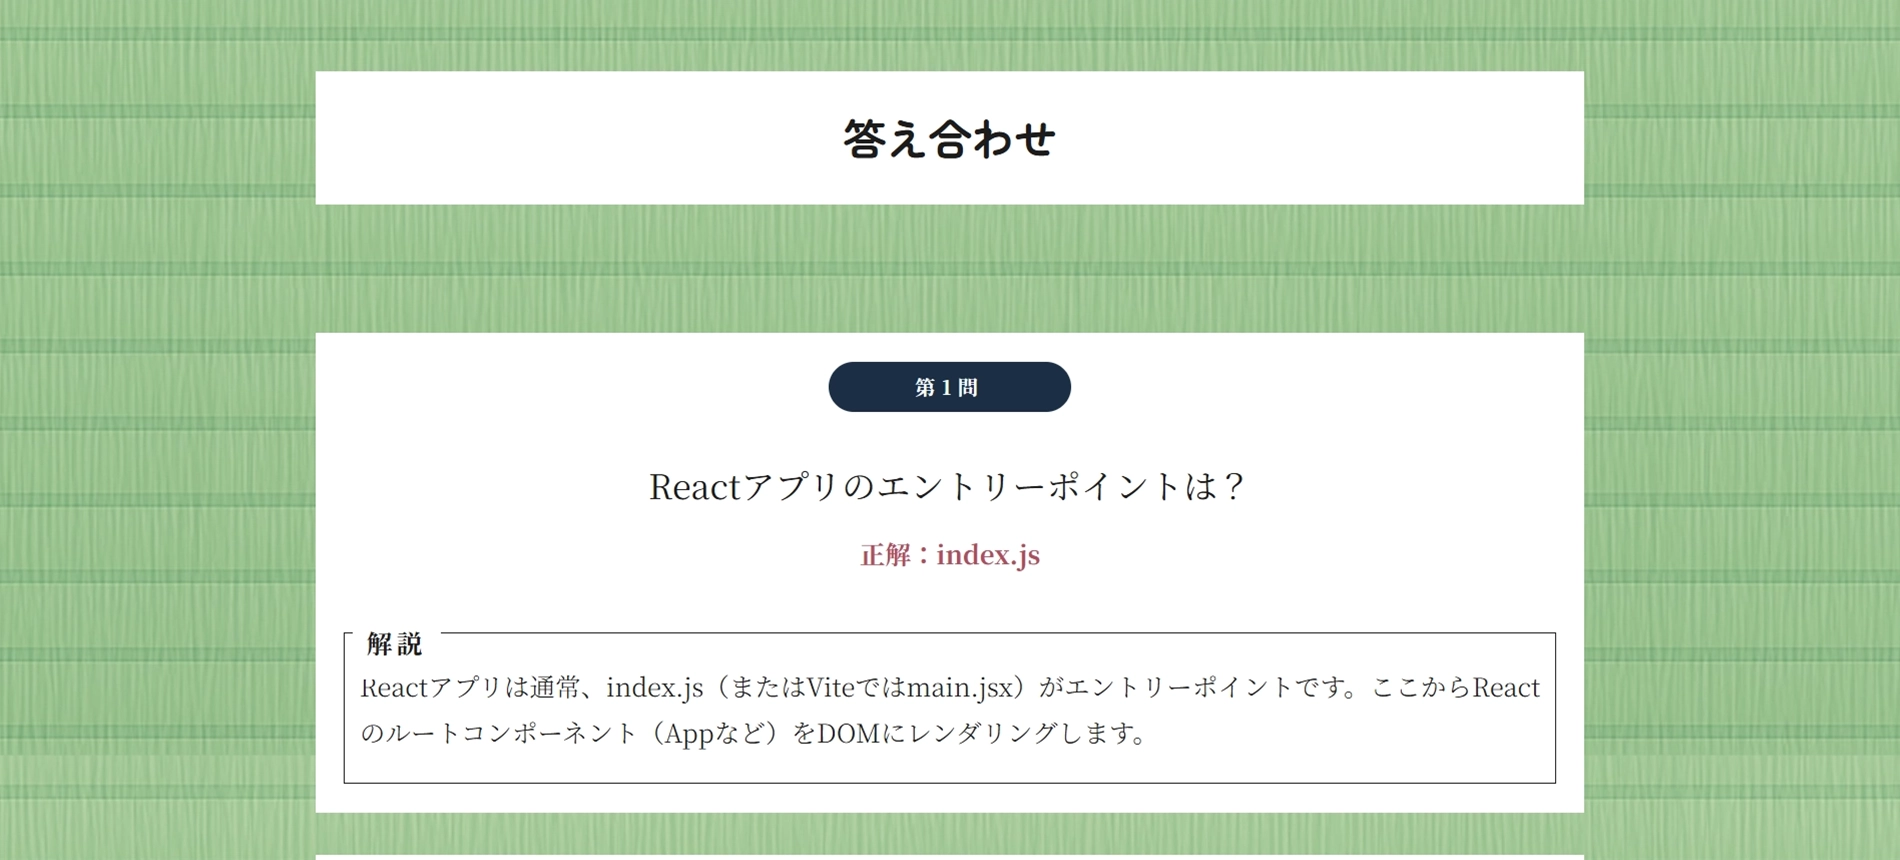 答え合わせ
第1問
Reactアプリのエントリーポイントは？
正解：index.js
解説
Reactアプリは通常、index.js（またはViteではmain.jsx）がエントリーポイントです。ここからReact
のルートコンポーネント（Appなど）をDOMにレンダリングします。